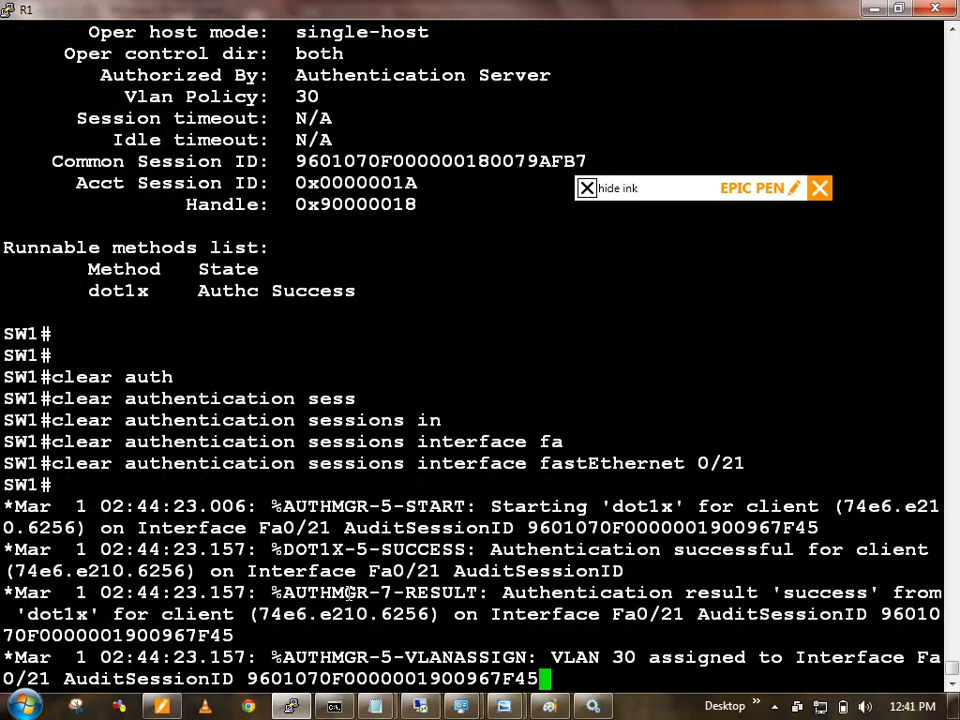 R1
Oper host mode: single-host
Oper control dir: both
Authorized By: Authentication Server
Vlan Policy: 30
Session timeout: N/A
Idle timeout: N/A
Common Session ID: 9601070F000000180079AFB7
Acct Session ID: 0x0000001A
hide ink EPIC PEN
Handle: 0x90000018
Runnable methods list:
Method State
dot1x Authc Success
SW1#
SW1#
SW1#clear auth
SW1#clear authentication sess
SW1#clear authentication sessions in
SW1#clear authentication sessions interface fa
SW1#clear authentication sessions interface fastEthernet 0/21
SW1#
*Mar 1 02:44:23.006: %AUTHMGR-5-START: Starting 'dot1x' for client (74e6.e21
0.6256) on Interface Fa0/21 AuditSessionID 9601070F0000001900967F45
*Mar 1 02:44:23.157: %DOT1X-5-SUCCESS: Authentication successful for client
(74e6.e210.6256) on Interface Fa0/21 AuditSessionID
*Mar 1 02:44:23.157: %AUTHMGR-7-RESULT: Authentication result 'success' from
'dot1x' for client (74e6.e210.6256) on Interface Fa0/21 AuditSessionID 96010
70F0000001900967F45
*Mar 1 02:44:23.157: %AUTHMGR-5-VLANASSIGN: VLAN 30 assigned to Interface Fa
0/21 AuditSessionID 9601070F0000001900967F45
Desktop » 12:41 PM